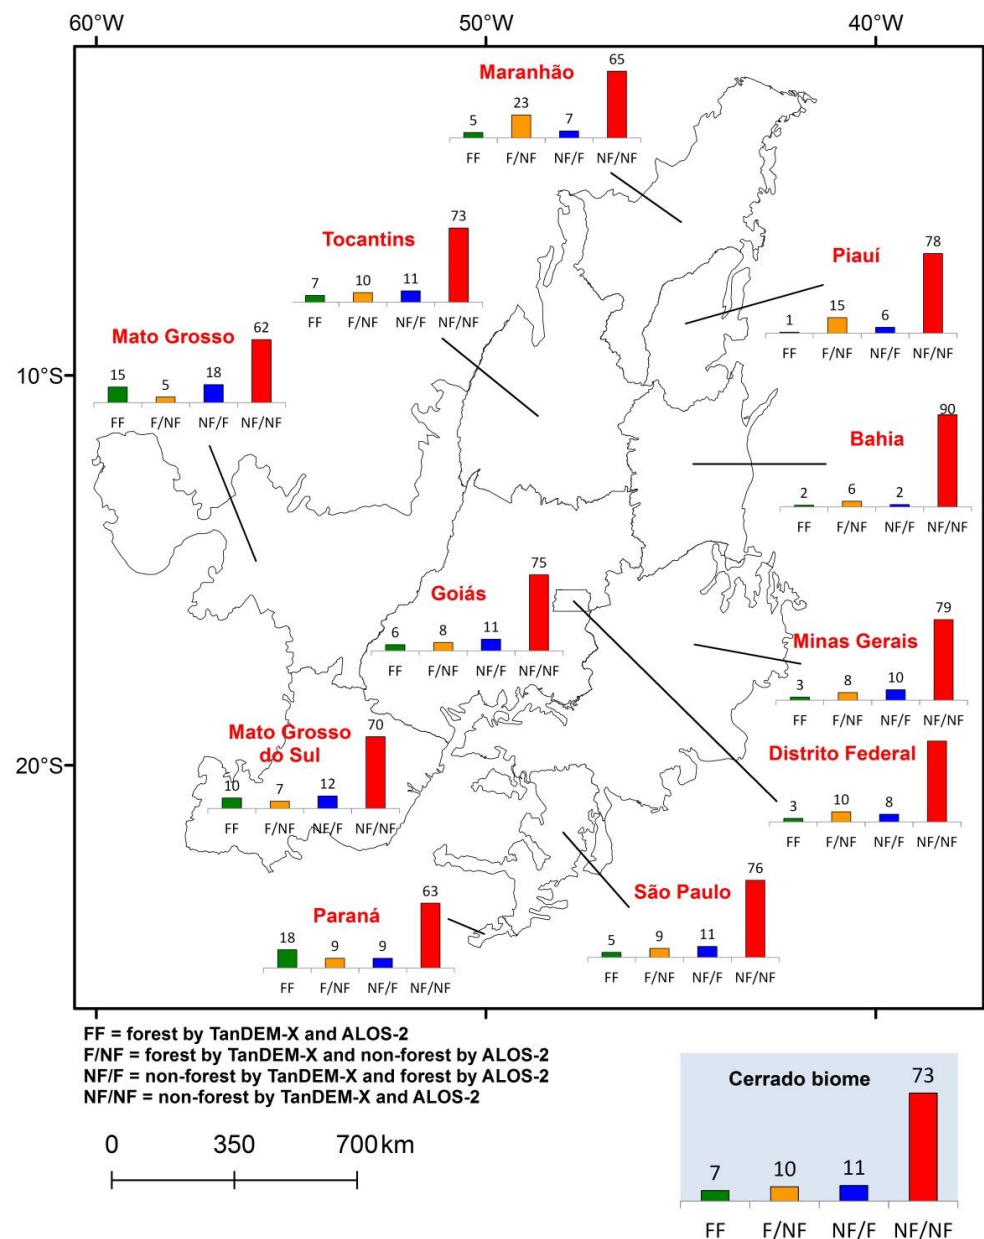 60°W 50°W 40°W
Maranhão
5 23 7 65
FF F/NF NF/F NF/NF
Tocantins
7 10 11 73
FF F/NF NF/F NF/NF
Piauí
1 15 6 78
FF F/NF NF/F NF/NF
Mato Grosso
15 5 18 62
FF F/NF NF/F NF/NF
10°S
Bahia
2 6 2 90
FF F/NF NF/F NF/NF
Goiás
6 8 11 75
FF F/NF NF/F NF/NF
Minas Gerais
3 8 10 79
FF F/NF NF/F NF/NF
Mato Grosso
do Sul
10 7 12 70
FF F/NF NF/F NF/NF
20°S
Distrito Federal
3 10 8
FF F/NF NF/F NF/NF
São Paulo
5 9 11 76
FF F/NF NF/F NF/NF
Paraná
18 9 9 63
FF F/NF NF/F NF/NF
FF = forest by TanDEM-X and ALOS-2
F/NF = forest by TanDEM-X and non-forest by ALOS-2
NF/F = non-forest by TanDEM-X and forest by ALOS-2
NF/NF = non-forest by TanDEM-X and ALOS-2
0 350 700 km
Cerrado biome
7 10 11 73
FF F/NF NF/F NF/NF